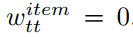 w_{tt}^{item} = 0.